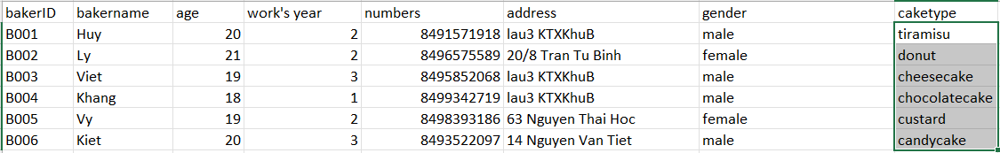 bakerID bakername age work's year numbers address gender caketype
B001 Huy 20 2 8491571918 lau3 KTXKhuB male tiramisu
B002 Ly 21 2 8496575589 20/8 Tran Tu Binh female donut
B003 Viet 19 3 8495852068 lau3 KTXKhuB male cheesecake
B004 Khang 18 1 8499342719 lau3 KTXKhuB male chocolatecake
B005 Vy 19 2 8498393186 63 Nguyen Thai Hoc female custard
B006 Kiet 20 3 8493522097 14 Nguyen Van Tiet male candycake